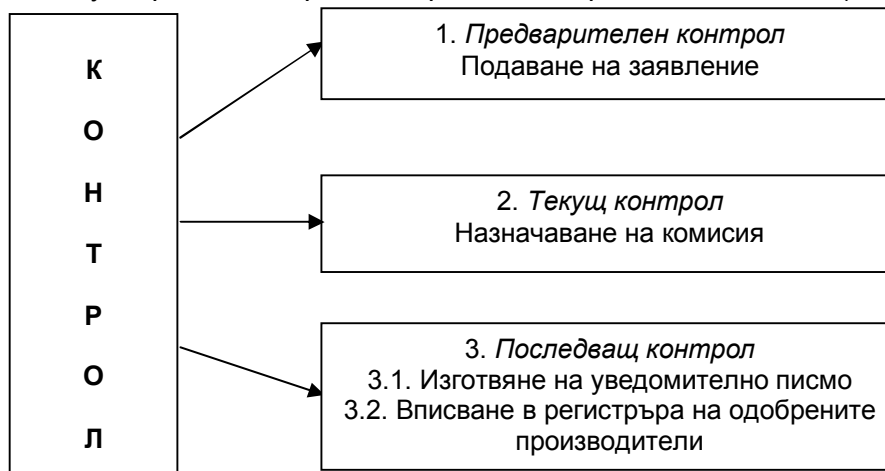 К
О
Н
Т
Р
О
Л
1. Предварителен контрол
Подаване на заявление
2. Текущ контрол
Назначаване на комисия
3. Последващ контрол
3.1. Изготвяне на уведомително писмо
3.2. Вписване в регистръра на одобрените
производители